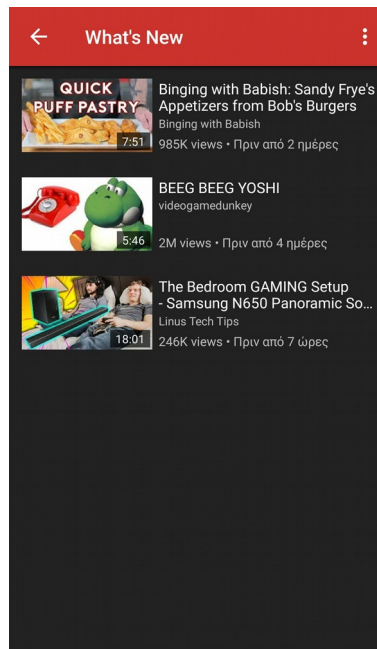 What's New
QUICK
PUFF PASTRY
7:51
Binging with Babish: Sandy Frye's
Appetizers from Bob's Burgers
Binging with Babish
985K views • Πριν από 2 ημέρες
5:46
BEEG BEEG YOSHI
videogamedunkey
2M views • Πριν από 4 ημέρες
18:01
The Bedroom GAMING Setup
- Samsung N650 Panoramic So...
Linus Tech Tips
246K views • Πριν από 7 ώρες